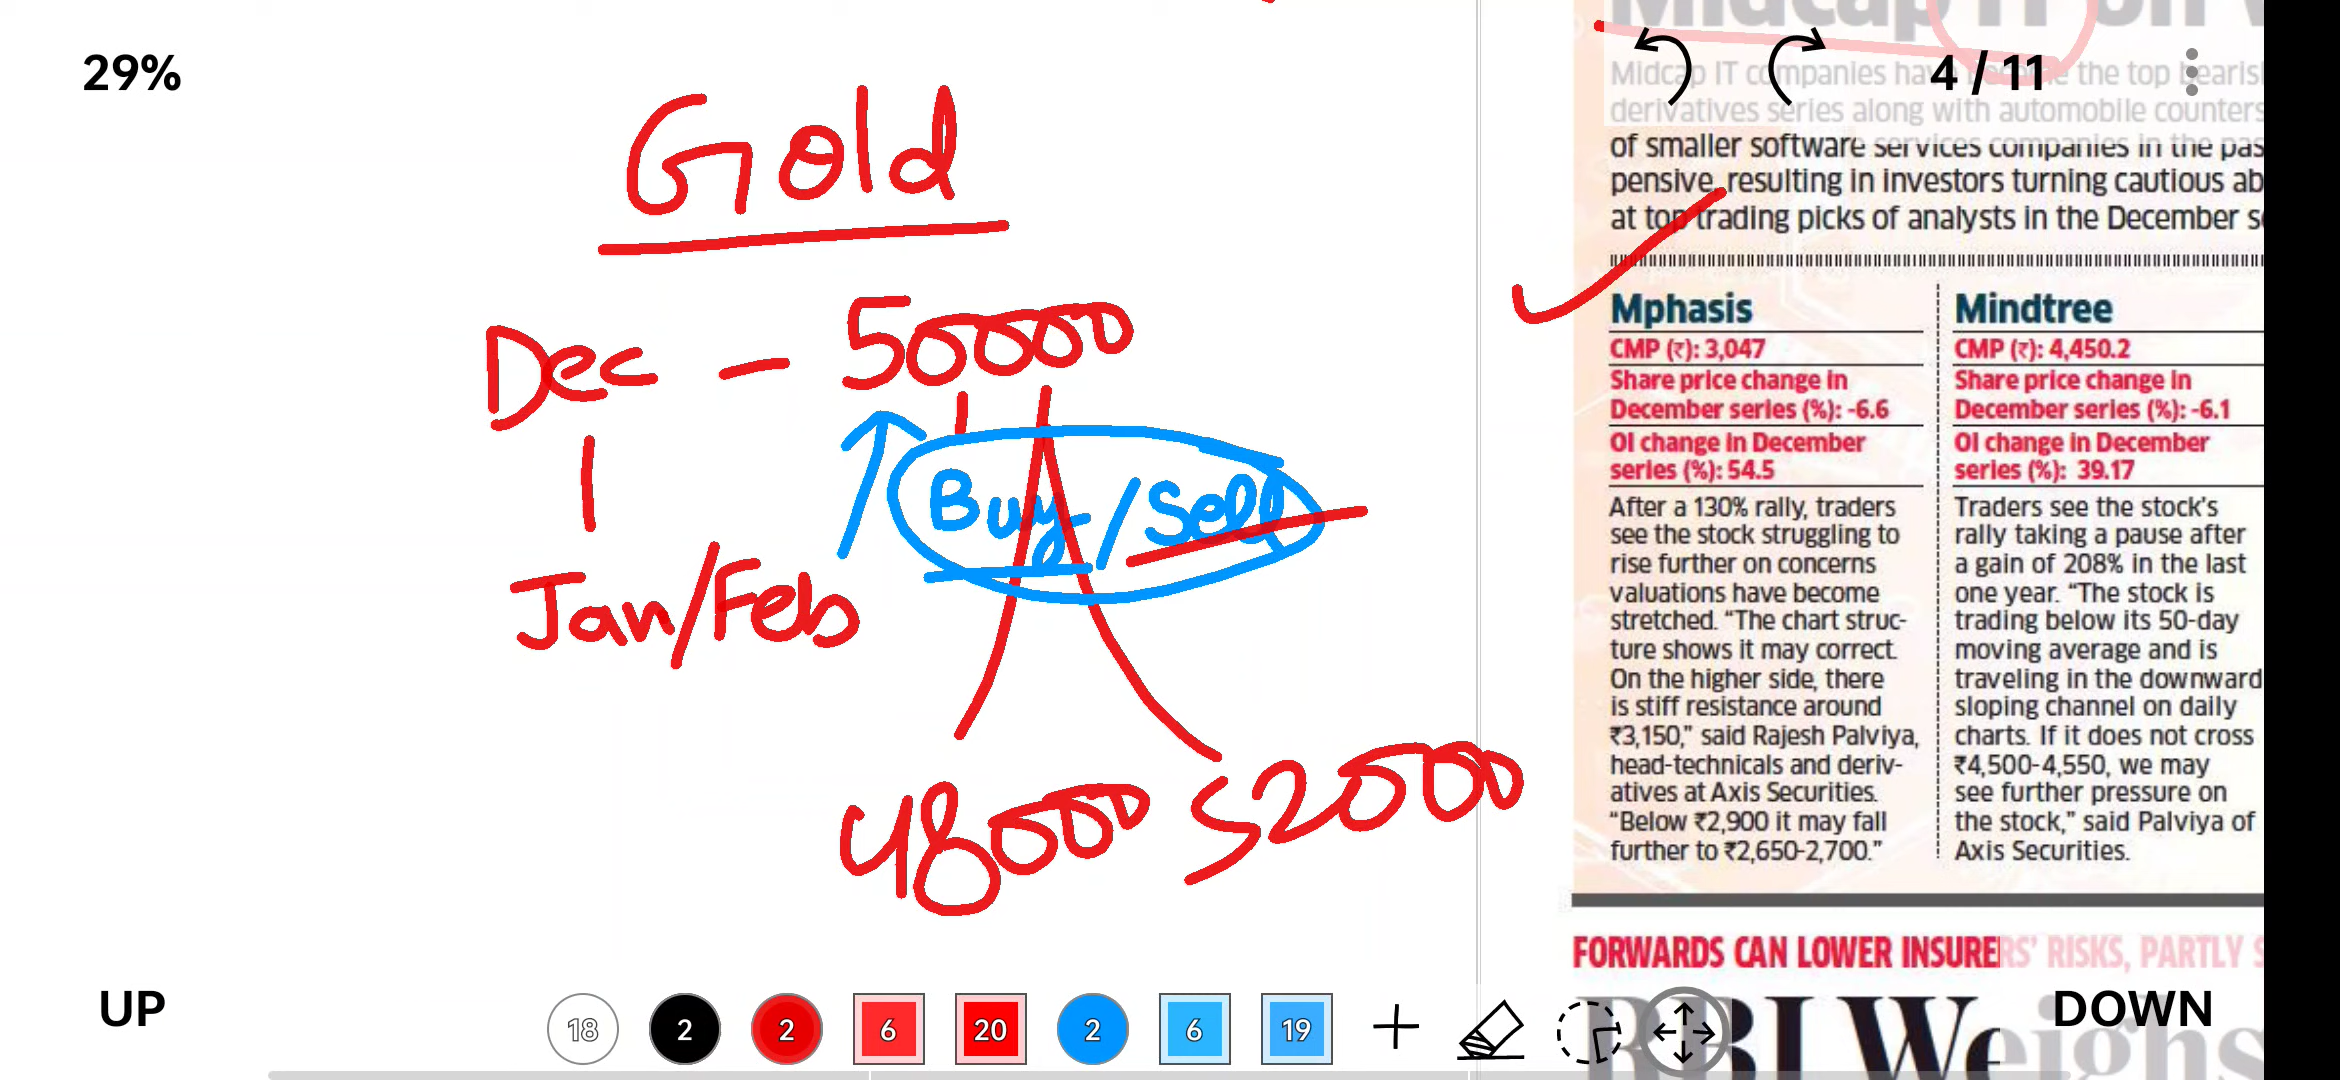 29%
4 / 11
Gold
Dec - 50000
Buy/Sell
Jan/Feb
48000 52000
Midcap IT on
Midcap IT companies have the top bearish
derivatives series along with automobile counters
of smaller software services companies in the pas
pensive, resulting in investors turning cautious ab
at top trading picks of analysts in the December s
Mphasis
CMP (₹): 3,047
Share price change in
December series (%): -6.6
OI change in December
series (%): 54.5
After a 130% rally, traders
see the stock struggling to
rise further on concerns
valuations have become
stretched. “The chart struc-
ture shows it may correct.
On the higher side, there
is stiff resistance around
₹3,150,” said Rajesh Palviya,
head-technicals and deriv-
atives at Axis Securities.
“Below ₹2,900 it may fall
further to ₹2,650-2,700.”
Mindtree
CMP (₹): 4,450.2
Share price change in
December series (%): -6.1
OI change in December
series (%): 39.17
Traders see the stock’s
rally taking a pause after
a gain of 208% in the last
one year. “The stock is
trading below its 50-day
moving average and is
traveling in the downward
sloping channel on daily
charts. If it does not cross
₹4,500-4,550, we may
see further pressure on
the stock,” said Palviya of
Axis Securities.
FORWARDS CAN LOWER INSURERS’ RISKS, PARTLY S
RBI Weighs
UP
DOWN
18 2 2 6 20 2 6 19